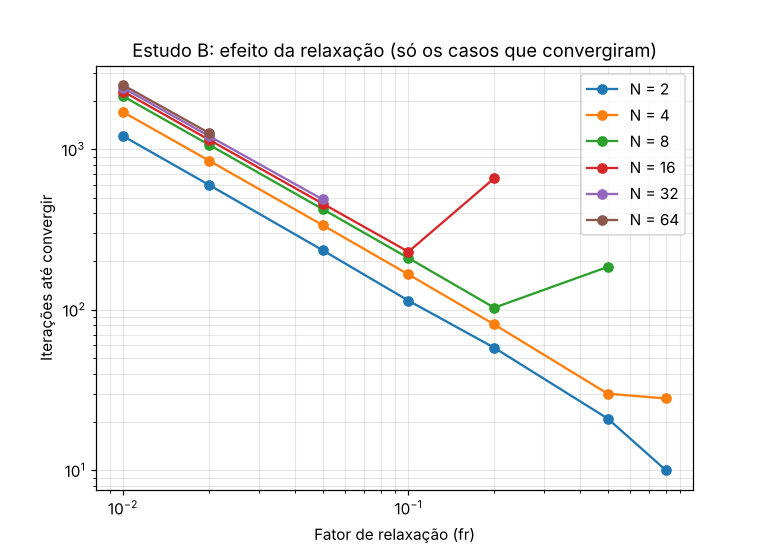 Estudo B: efeito da relaxação (só os casos que convergiram)
N = 2
N = 4
N = 8
N = 16
N = 32
N = 64
Iterações até convergir
10³
10²
10¹
10⁻²
10⁻¹
Fator de relaxação (fr)